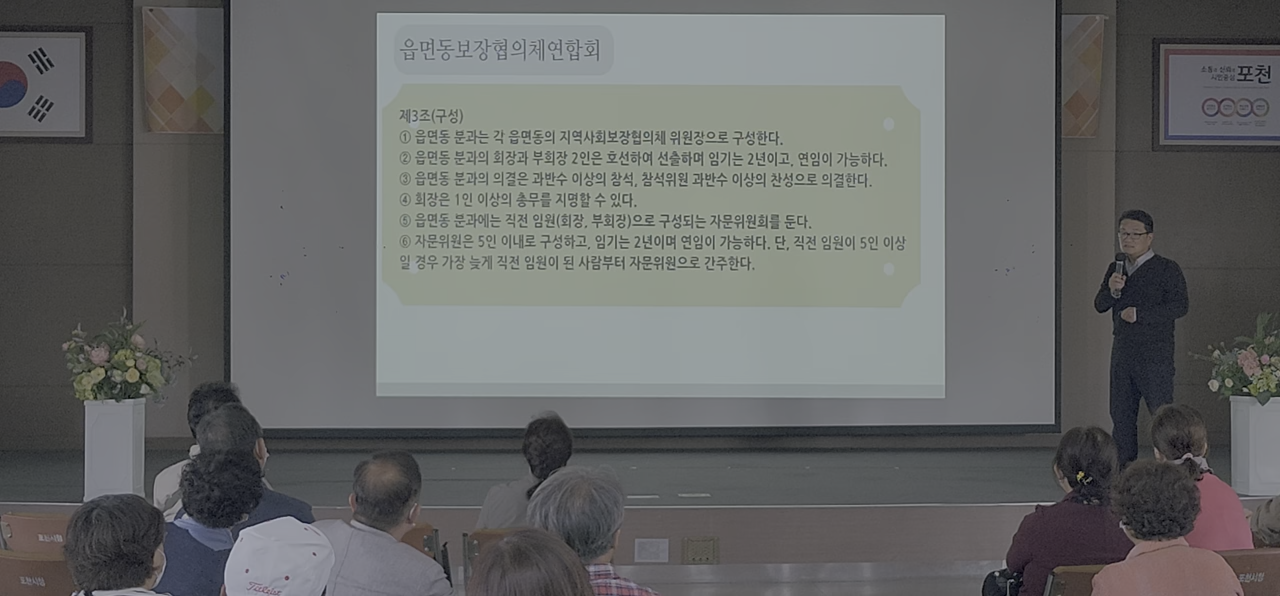 읍면동보장협의체연합회
제3조(구성)
① 읍면동 분과는 각 읍면동의 지역사회보장협의체 위원장으로 구성한다.
② 읍면동 분과의 회장과 부회장 2인은 호선하여 선출하며 임기는 2년이고, 연임이 가능하다.
③ 읍면동 분과의 의결은 과반수 이상의 참석, 참석위원 과반수 이상의 찬성으로 의결한다.
④ 회장은 1인 이상의 총무를 지명할 수 있다.
⑤ 읍면동 분과에는 직전 임원(회장, 부회장)으로 구성되는 자문위원회를 둔다.
⑥ 자문위원은 5인 이내로 구성하고, 임기는 2년이며 연임이 가능하다. 단, 직전 임원이 5인 이상
일 경우 가장 늦게 직전 임원이 된 사람부터 자문위원으로 간주한다.
포천
포천시청
포천시청
포천시청